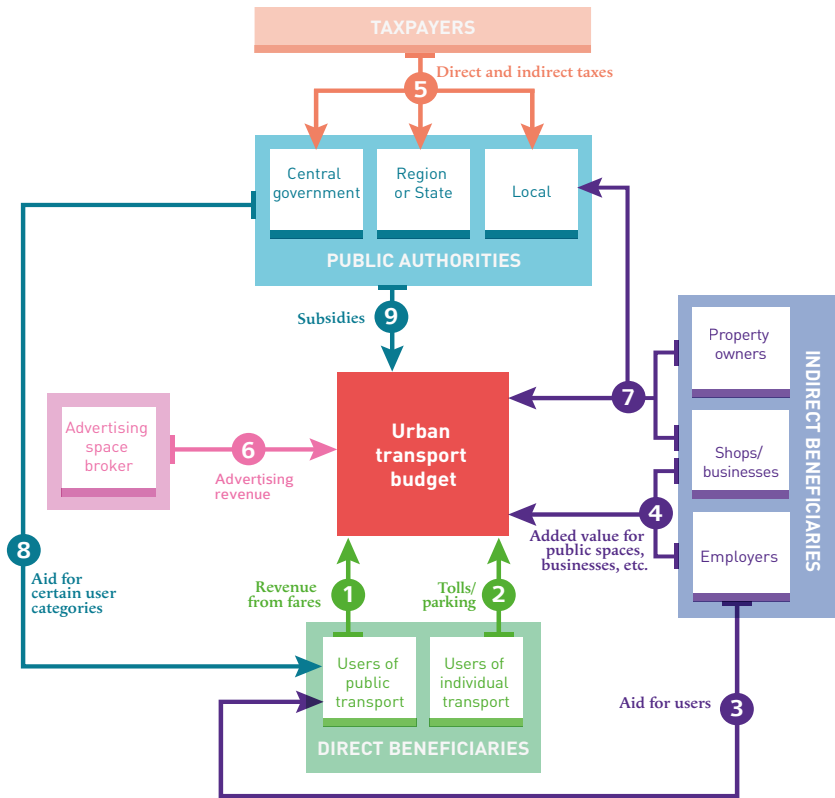 TAXPAYERS
Direct and indirect taxes
5
Central
government
Region
or State
Local
PUBLIC AUTHORITIES
Subsidies
9
Property
owners
7
Shops/
businesses
4
Employers
INDIRECT BENEFICIARIES
Added value for
public spaces,
businesses, etc.
Advertising
space
broker
6
Advertising
revenue
Urban
transport
budget
8
Aid for
certain user
categories
Revenue
from fares
1
Tolls/
parking
2
Users of
public
transport
Users of
individual
transport
DIRECT BENEFICIARIES
Aid for users
3